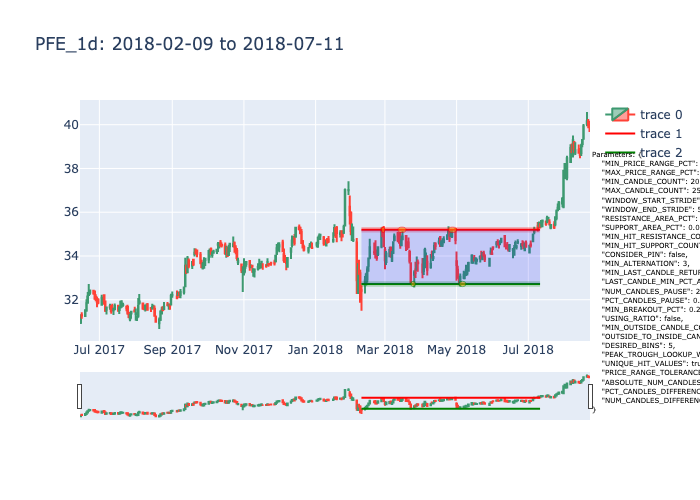 PFE_1d: 2018-02-09 to 2018-07-11
40
38
36
34
32
Jul 2017
Sep 2017
Nov 2017
Jan 2018
Mar 2018
May 2018
Jul 2018
trace 0
trace 1
trace 2
Parameters: {
"MIN_PRICE_RANGE_PCT":
"MAX_PRICE_RANGE_PCT":
"MIN_CANDLE_COUNT": 20
"MAX_CANDLE_COUNT": 25
"WINDOW_START_STRIDE"
"WINDOW_END_STRIDE": 5
"RESISTANCE_AREA_PCT":
"SUPPORT_AREA_PCT": 0.0
"MIN_HIT_RESISTANCE_CO
"MIN_HIT_SUPPORT_COUNT
"CONSIDER_PIN": false,
"MIN_ALTERNATION": 3,
"MIN_LAST_CANDLE_RETUR
"LAST_CANDLE_MIN_PCT_A
"NUM_CANDLES_PAUSE": 2
"PCT_CANDLES_PAUSE": 0.
"MIN_BREAKOUT_PCT": 0.2
"USING_RATIO": false,
"MIN_OUTSIDE_CANDLE_CO
"OUTSIDE_TO_INSIDE_CAN
"DESIRED_BINS": 5,
"PEAK_TROUGH_LOOKUP_W
"UNIQUE_HIT_VALUES": tru
"PRICE_RANGE_TOLERANC
"ABSOLUTE_NUM_CANDLES
"PCT_CANDLES_DIFFERENC
"NUM_CANDLES_DIFFEREN
}